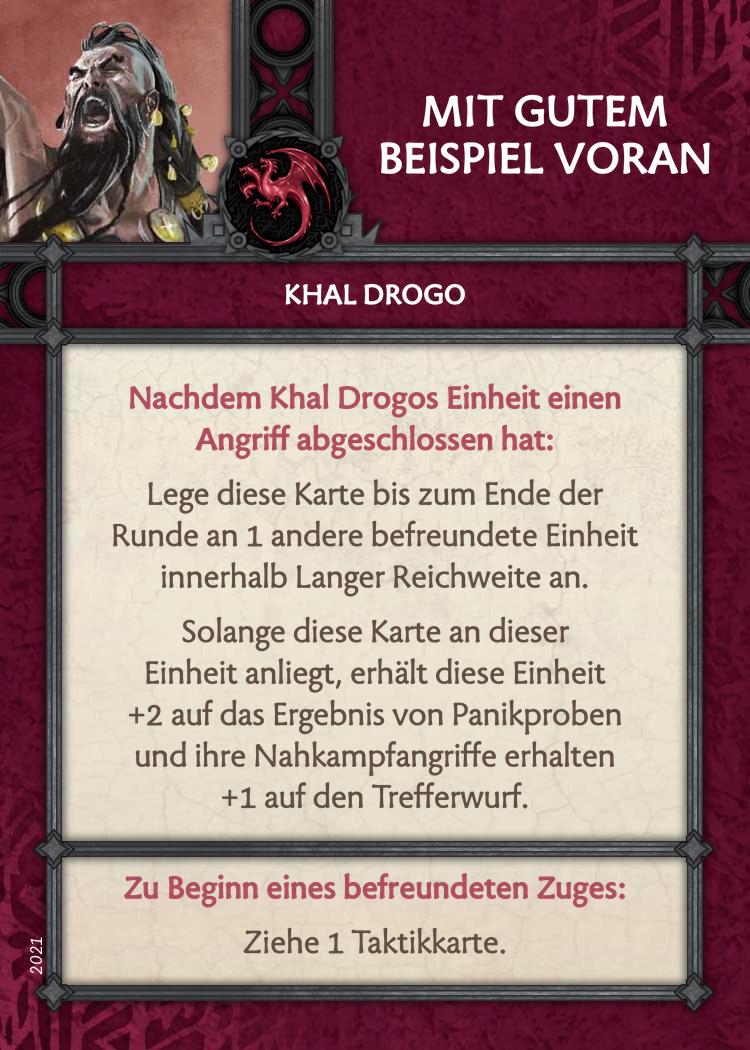 MIT GUTEM
BEISPIEL VORAN
KHAL DROGO
Nachdem Khal Drogos Einheit einen
Angriff abgeschlossen hat:
Lege diese Karte bis zum Ende der
Runde an 1 andere befreundete Einheit
innerhalb Langer Reichweite an.
Solange diese Karte an dieser
Einheit anliegt, erhält diese Einheit
+2 auf das Ergebnis von Panikproben
und ihre Nahkampfangriffe erhalten
+1 auf den Trefferwurf.
Zu Beginn eines befreundeten Zuges:
Ziehe 1 Taktikkarte.
2021